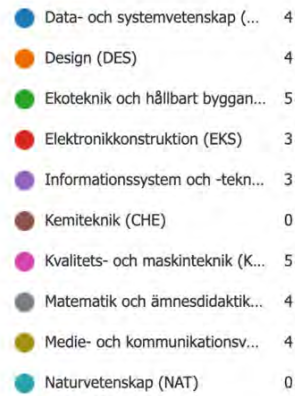 Data- och systemvetenskap (... 4
Design (DES) 4
Ekoteknik och hållbart byggan... 5
Elektronikkonstruktion (EKS) 3
Informationssystem och -tekn... 3
Kemiteknik (CHE) 0
Kvalitets- och maskinteknik (K... 5
Matematik och ämnesdidaktik... 4
Medie- och kommunikationsv... 4
Naturvetenskap (NAT) 0